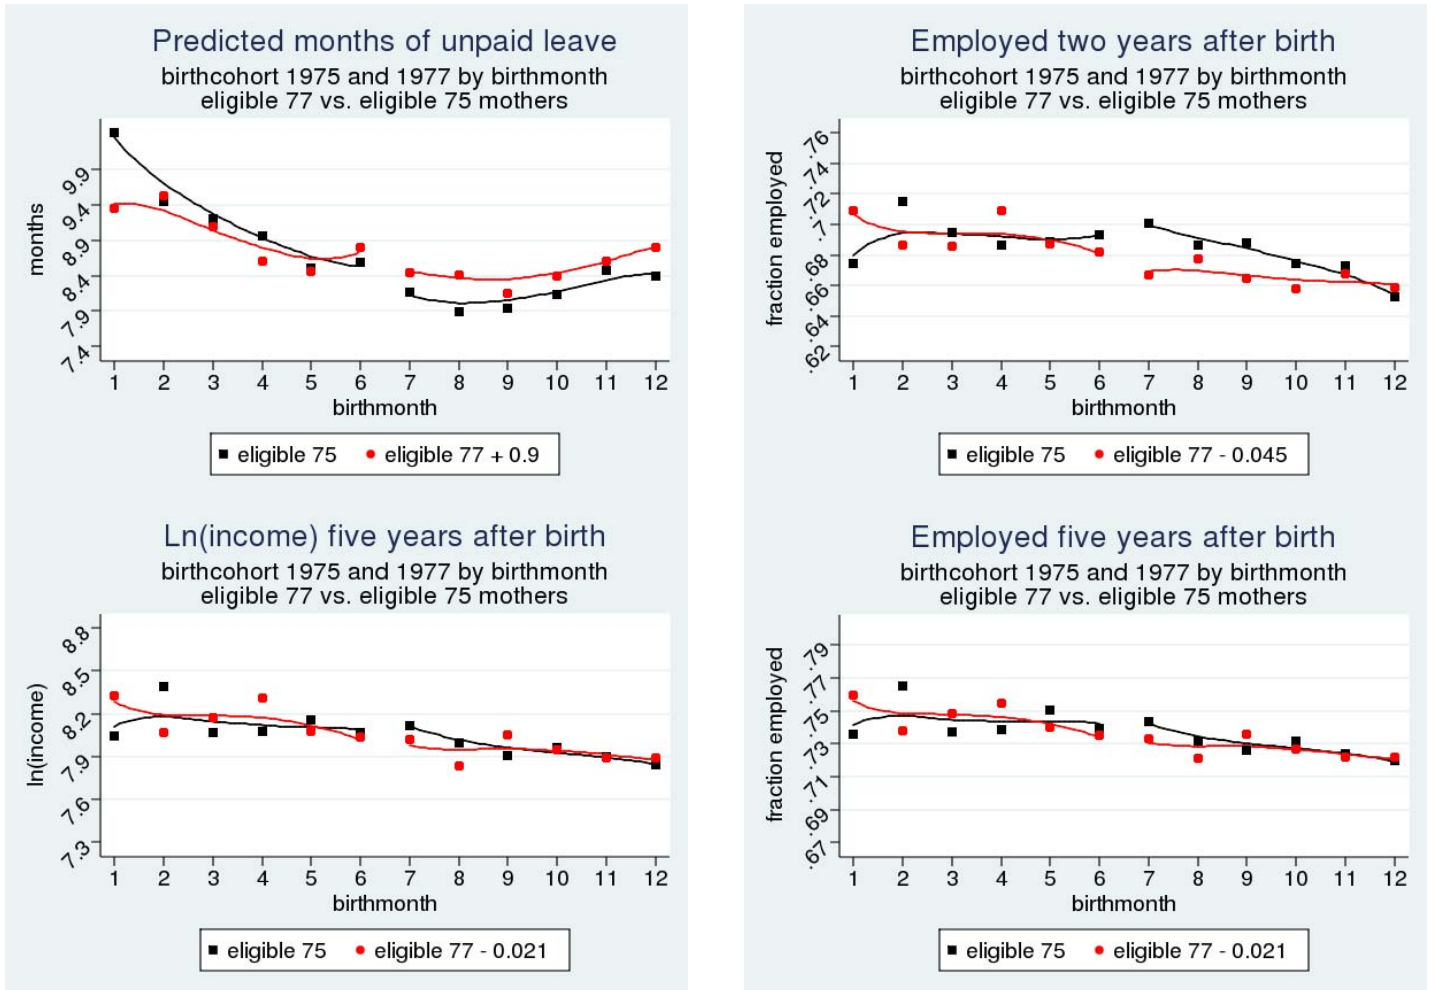 Predicted months of unpaid leave
birthcohort 1975 and 1977 by birthmonth
eligible 77 vs. eligible 75 mothers
months
9.9
9.4
8.9
8.4
7.9
7.4
1 2 3 4 5 6 7 8 9 10 11 12
birthmonth
eligible 75 eligible 77 + 0.9
Employed two years after birth
birthcohort 1975 and 1977 by birthmonth
eligible 77 vs. eligible 75 mothers
fraction employed
.76
.74
.72
.7
.68
.66
.64
.62
1 2 3 4 5 6 7 8 9 10 11 12
birthmonth
eligible 75 eligible 77 - 0.045
Ln(income) five years after birth
birthcohort 1975 and 1977 by birthmonth
eligible 77 vs. eligible 75 mothers
ln(income)
8.8
8.5
8.2
7.9
7.6
7.3
1 2 3 4 5 6 7 8 9 10 11 12
birthmonth
eligible 75 eligible 77 - 0.021
Employed five years after birth
birthcohort 1975 and 1977 by birthmonth
eligible 77 vs. eligible 75 mothers
fraction employed
.79
.77
.75
.73
.71
.69
.67
1 2 3 4 5 6 7 8 9 10 11 12
birthmonth
eligible 75 eligible 77 - 0.021